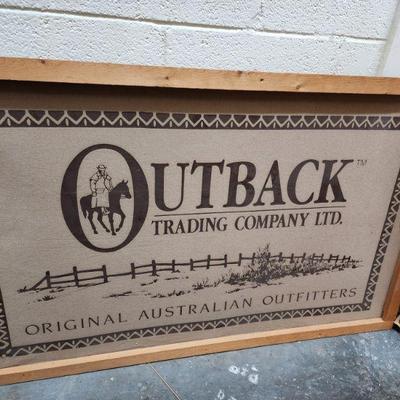 OUTBACK™
TRADING COMPANY LTD.
ORIGINAL AUSTRALIAN OUTFITTERS